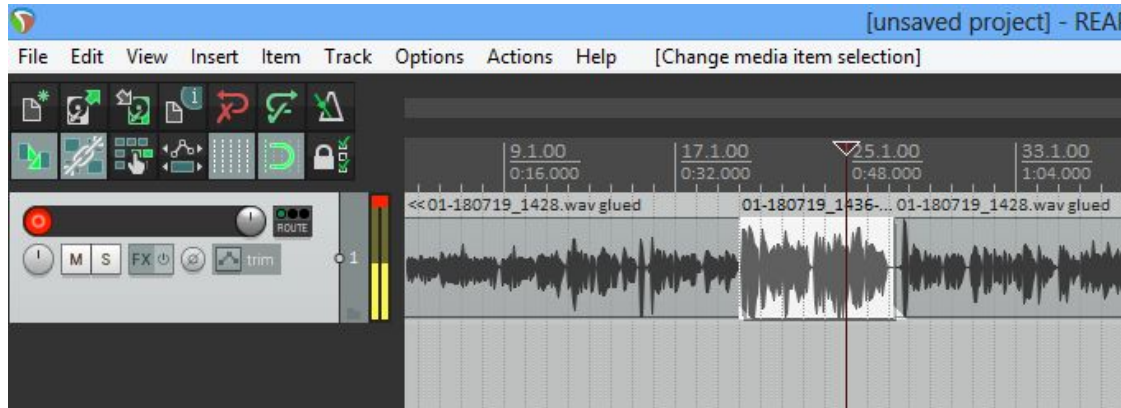 [unsaved project] - REA
File Edit View Insert Item Track Options Actions Help [Change media item selection]
9.1.00 17.1.00 25.1.00 33.1.00
0:16.000 0:32.000 0:48.000 1:04.000
<<01-180719_1428.wav glued 01-180719_1436-... 01-180719_1428.wav glued
ROUTE
M S FX trim 1